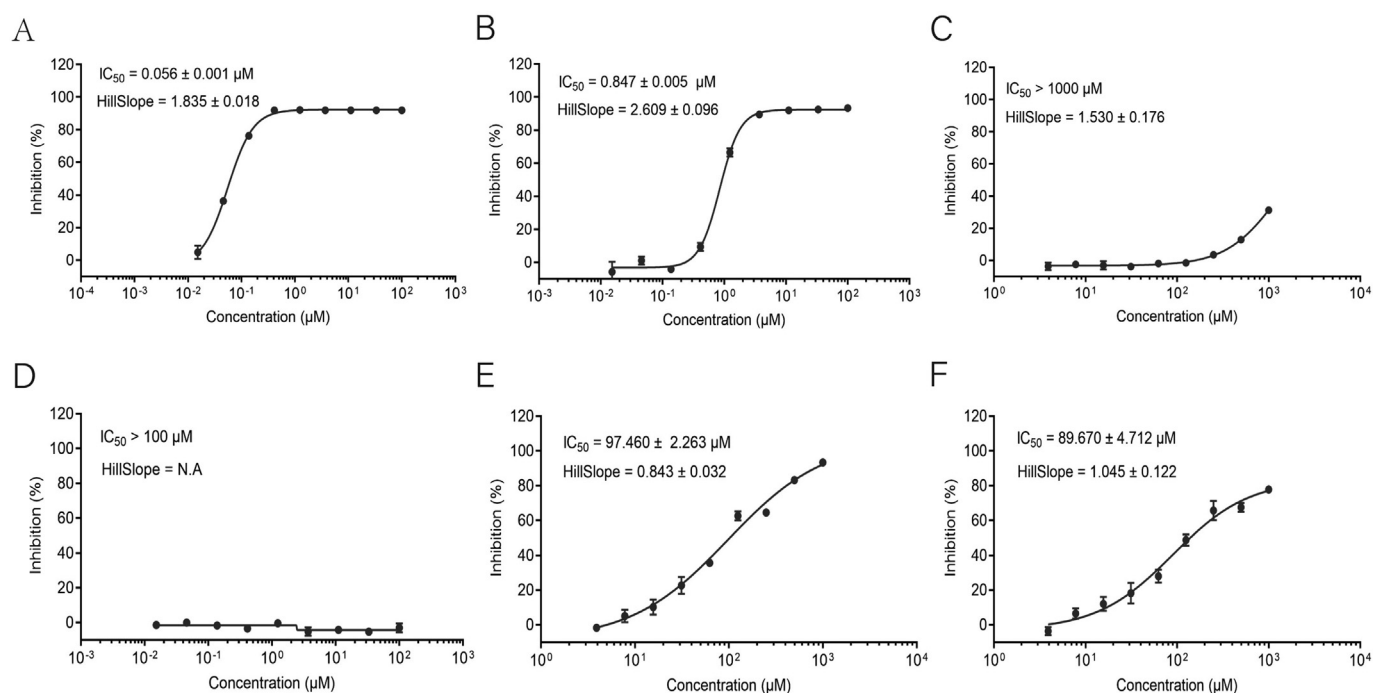 A
IC50 = 0.056 ± 0.001 µM
HillSlope = 1.835 ± 0.018
Inhibition (%)
120
100
80
60
40
20
0
10-4 10-3 10-2 10-1 100 101 102 103
Concentration (µM)
B
IC50 = 0.847 ± 0.005 µM
HillSlope = 2.609 ± 0.096
Inhibition (%)
120
100
80
60
40
20
0
10-3 10-2 10-1 100 101 102 103
Concentration (µM)
C
IC50 > 1000 µM
HillSlope = 1.530 ± 0.176
Inhibition (%)
120
100
80
60
40
20
0
100 102 103 104
Concentration (µM)
D
IC50 > 100 µM
HillSlope = N.A
Inhibition (%)
120
100
80
60
40
20
0
10-3 10-2 10-1 100 101 102 103
Concentration (µM)
E
IC50 = 97.460 ± 2.263 µM
HillSlope = 0.843 ± 0.032
Inhibition (%)
120
100
80
60
40
20
0
100 101 102 103 104
Concentration (µM)
F
IC50 = 89.670 ± 4.712 µM
HillSlope = 1.045 ± 0.122
Inhibition (%)
120
100
80
60
40
20
0
100 101 102 103 104
Concentration (µM)